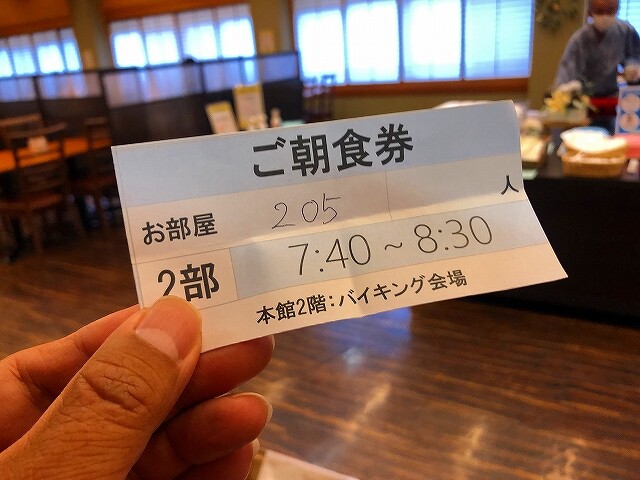 ご朝食券
お部屋 205 人
2部 7:40～8:30
本館2階：バイキング会場